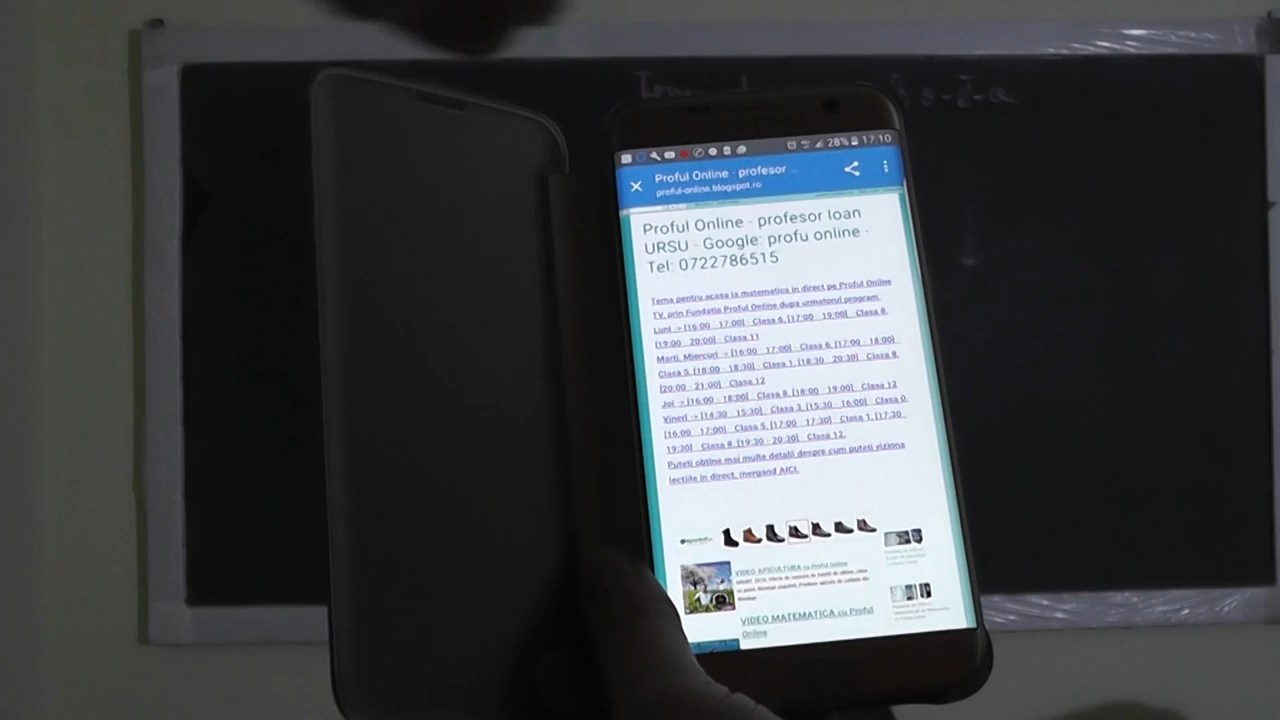 a-Z-a
28% 17:10
Proful Online - profesor ...
proful-online.blogspot.ro
Proful Online - profesor Ioan
URSU - Google: profu online -
Tel: 0722786515
Tema pentru acasa la matematica in direct pe Proful Online
TV, prin Fundatia Proful Online dupa urmatorul program.
Luni -> [16:00 - 17:00] - Clasa 6, [17:00 - 19:00] - Clasa 8,
[19:00 - 20:00] - Clasa 11
Marti, Miercuri -> [16:00 - 17:00] - Clasa 6, [17:00 - 18:00]
Clasa 5, [18:00 - 18:30] - Clasa 1, [18:30 - 20:30] - Clasa 8,
[20:00 - 21:00] - Clasa 12
Joi -> [16:00 - 18:00] - Clasa 8, [18:00 - 19:00] - Clasa 12
Vineri -> [14:30 - 15:30] - Clasa 3, [15:30 - 16:00] - Clasa 0,
[16:00 - 17:00] - Clasa 5, [17:00 - 17:30] - Clasa 1, [17:30 -
19:30] - Clasa 8, [19:30 - 20:30] - Clasa 12.
Puteti obtine mai multe detalii despre cum puteti viziona
lectiile in direct, mergand AICI.
VIDEO APICULTURA cu Proful Online
VIDEO MATEMATICA cu Proful
Online